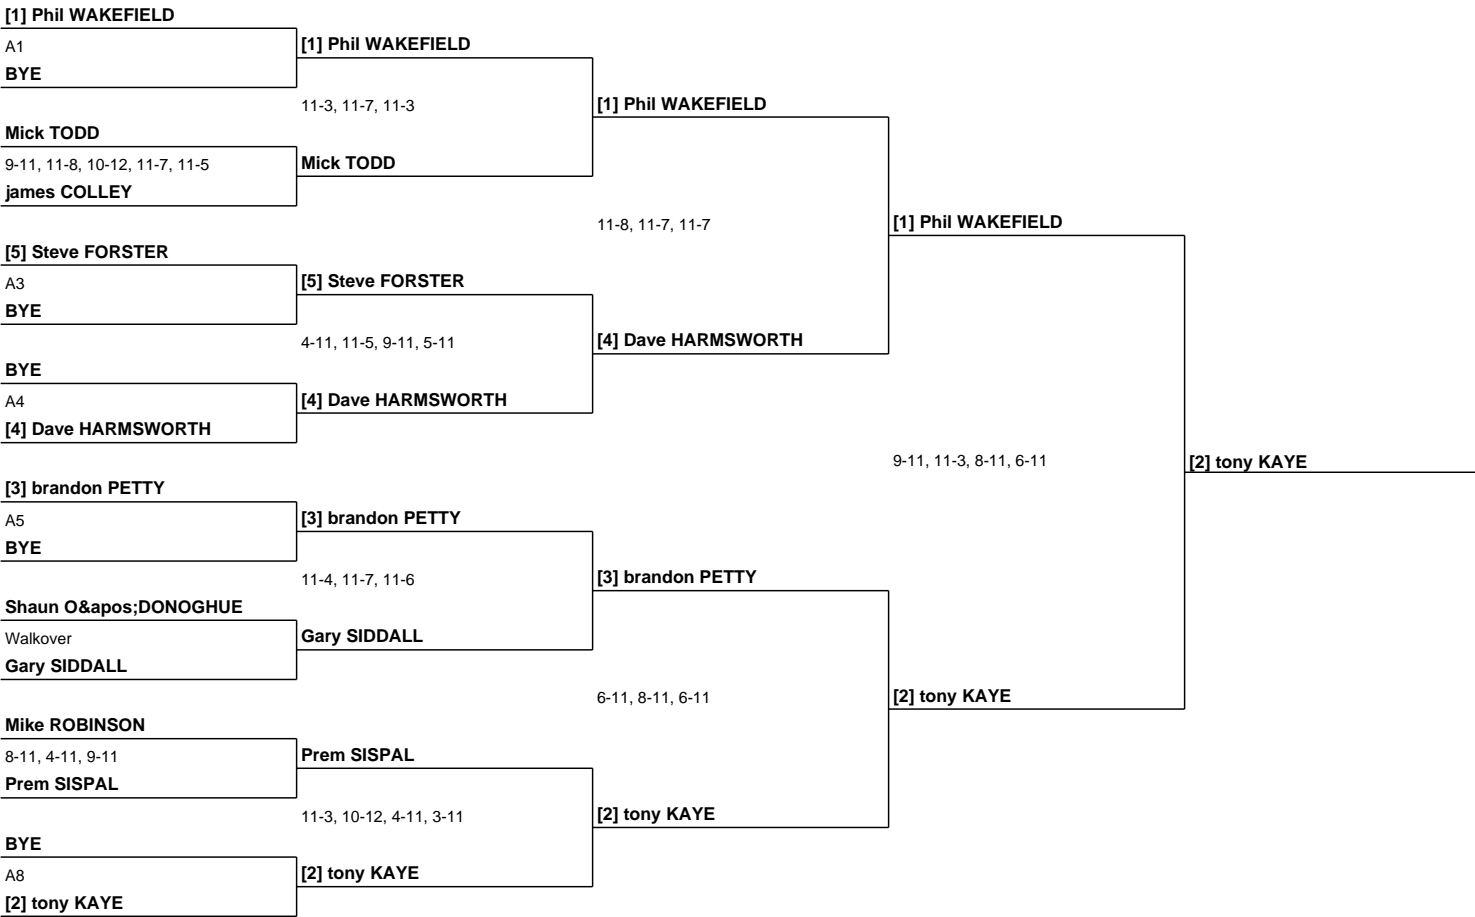 [1] Phil WAKEFIELD
A1
BYE
Mick TODD
9-11, 11-8, 10-12, 11-7, 11-5
james COLLEY
[5] Steve FORSTER
A3
BYE
BYE
A4
[4] Dave HARMSWORTH
[3] brandon PETTY
A5
BYE
Shaun O&apos;DONOGHUE
Walkover
Gary SIDDALL
Mike ROBINSON
8-11, 4-11, 9-11
Prem SISPAL
BYE
A8
[2] tony KAYE
[1] Phil WAKEFIELD
11-3, 11-7, 11-3
Mick TODD
[5] Steve FORSTER
4-11, 11-5, 9-11, 5-11
[4] Dave HARMSWORTH
[3] brandon PETTY
11-4, 11-7, 11-6
Gary SIDDALL
Prem SISPAL
11-3, 10-12, 4-11, 3-11
[2] tony KAYE
[1] Phil WAKEFIELD
11-8, 11-7, 11-7
[4] Dave HARMSWORTH
[3] brandon PETTY
6-11, 8-11, 6-11
[2] tony KAYE
[1] Phil WAKEFIELD
9-11, 11-3, 8-11, 6-11
[2] tony KAYE
[2] tony KAYE